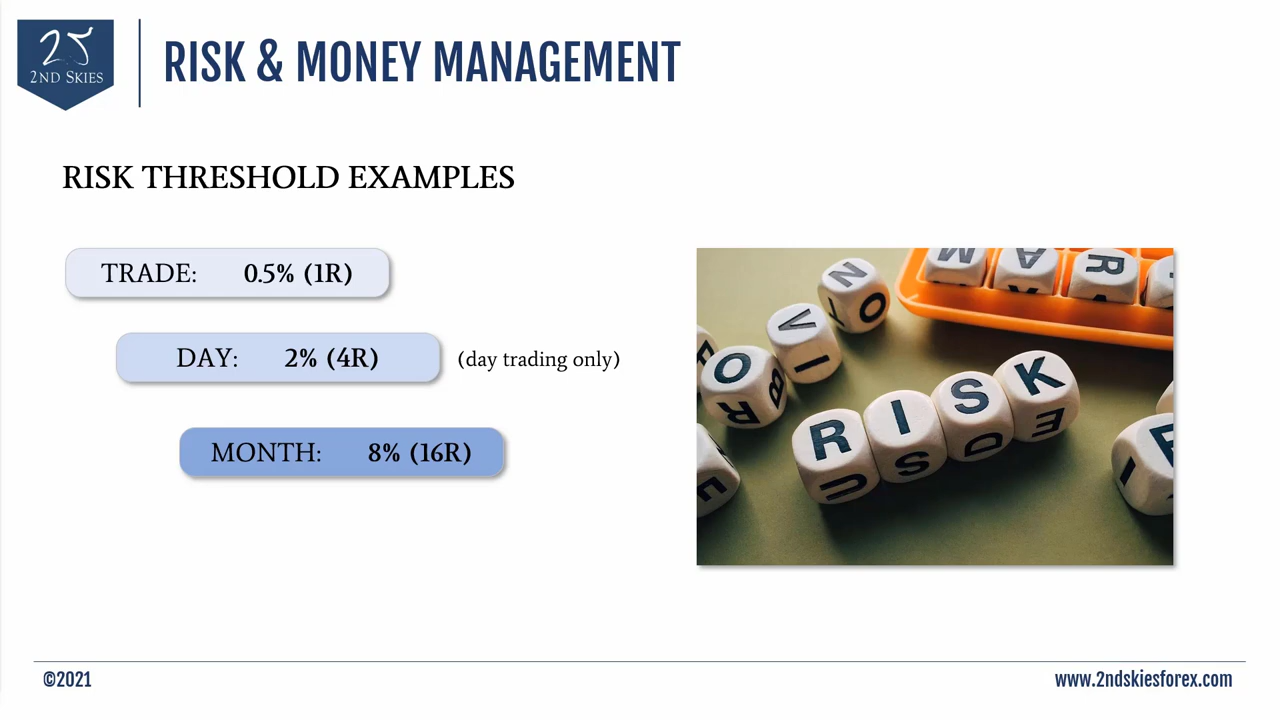 25
2ND SKIES
RISK & MONEY MANAGEMENT
RISK THRESHOLD EXAMPLES
TRADE: 0.5% (1R)
DAY: 2% (4R) (day trading only)
MONTH: 8% (16R)
RISK
©2021
www.2ndskiesforex.com